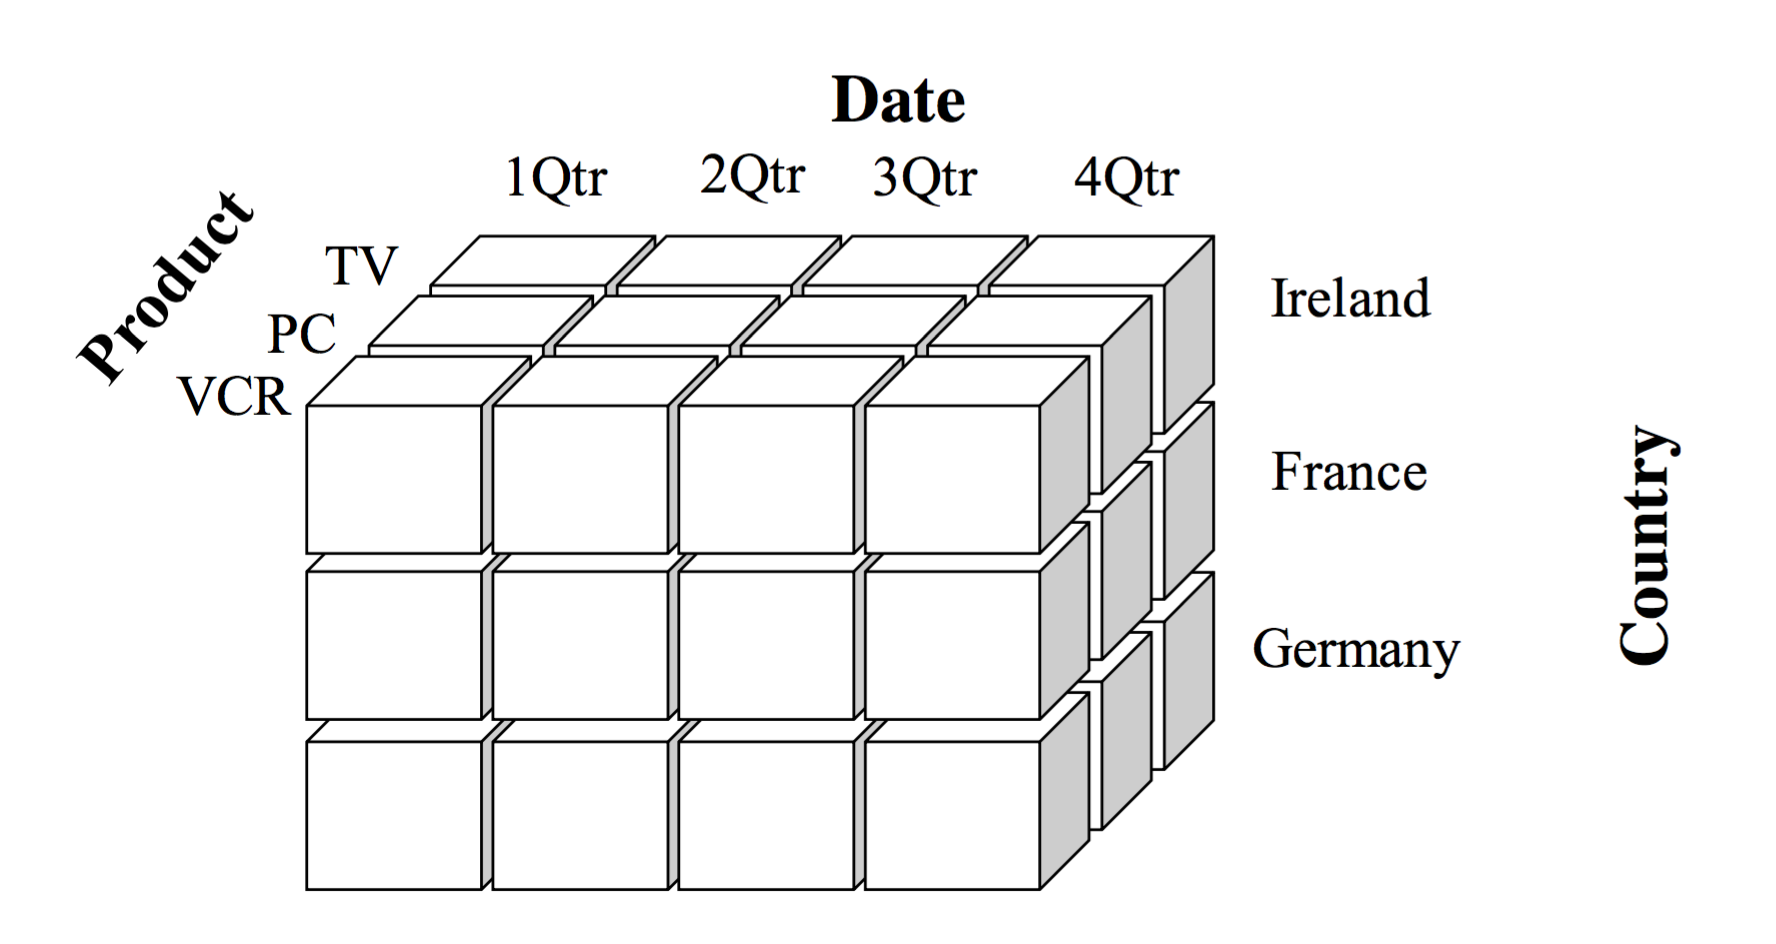 Date
1Qtr 2Qtr 3Qtr 4Qtr
Product
TV
PC
VCR
Ireland
France
Germany
Country